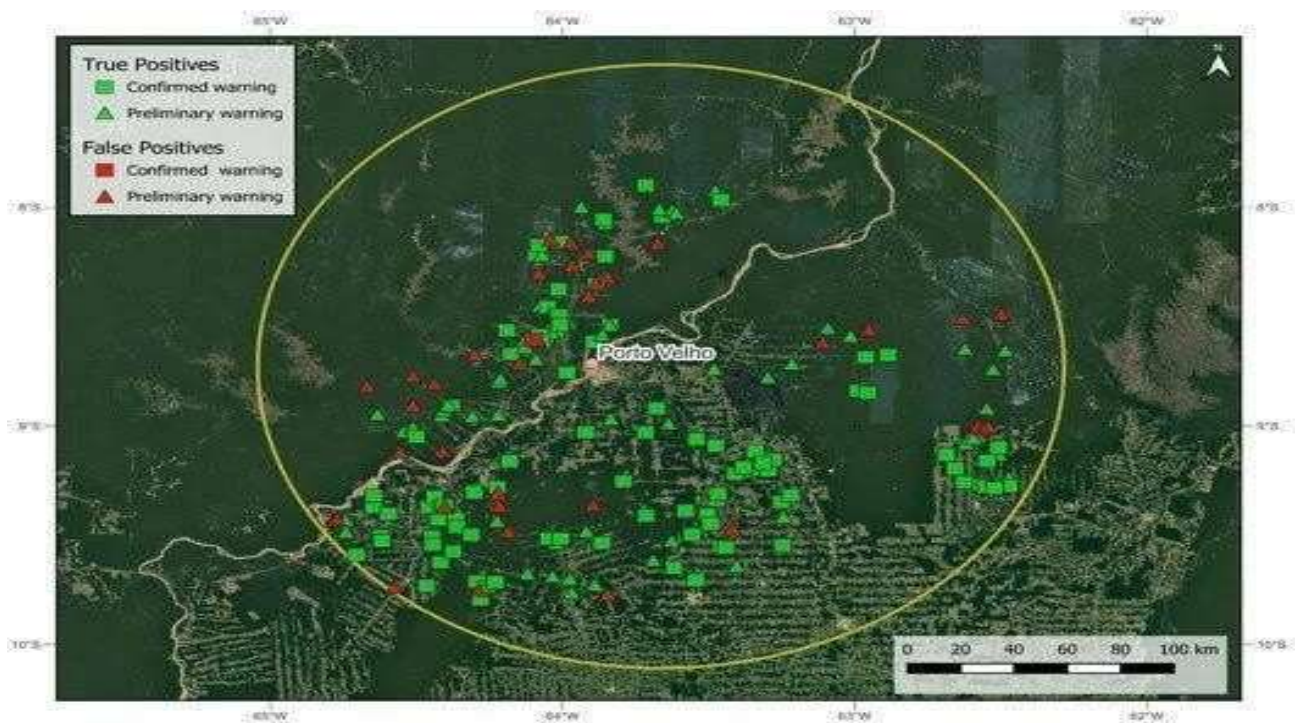 65°W 64°W 63°W 62°W
N
True Positives
Confirmed warning
Preliminary warning
False Positives
Confirmed warning
Preliminary warning
8°S 8°S
Porto Velho
9°S 9°S
0 20 40 60 80 100 km
10°S 10°S
65°W 64°W 63°W 62°W